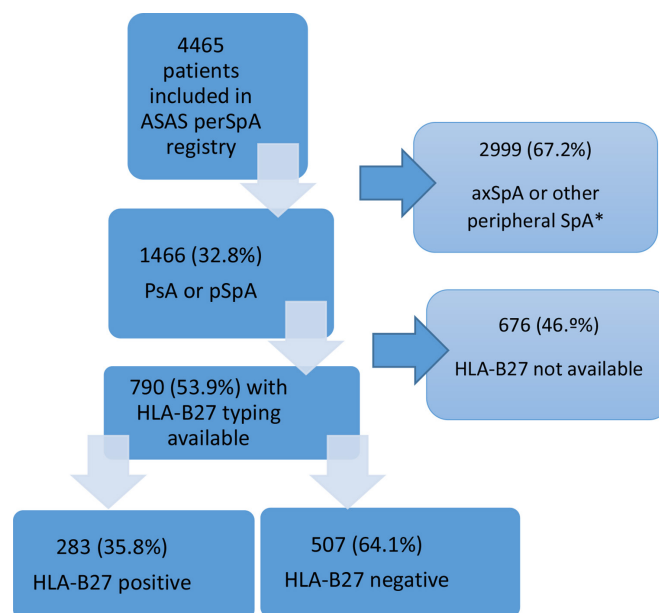 4465
patients
included in
ASAS perSpA
registry
2999 (67.2%)
axSpA or other
peripheral SpA*
1466 (32.8%)
PsA or pSpA
676 (46.º%)
HLA-B27 not available
790 (53.9%) with
HLA-B27 typing
available
283 (35.8%)
HLA-B27 positive
507 (64.1%)
HLA-B27 negative